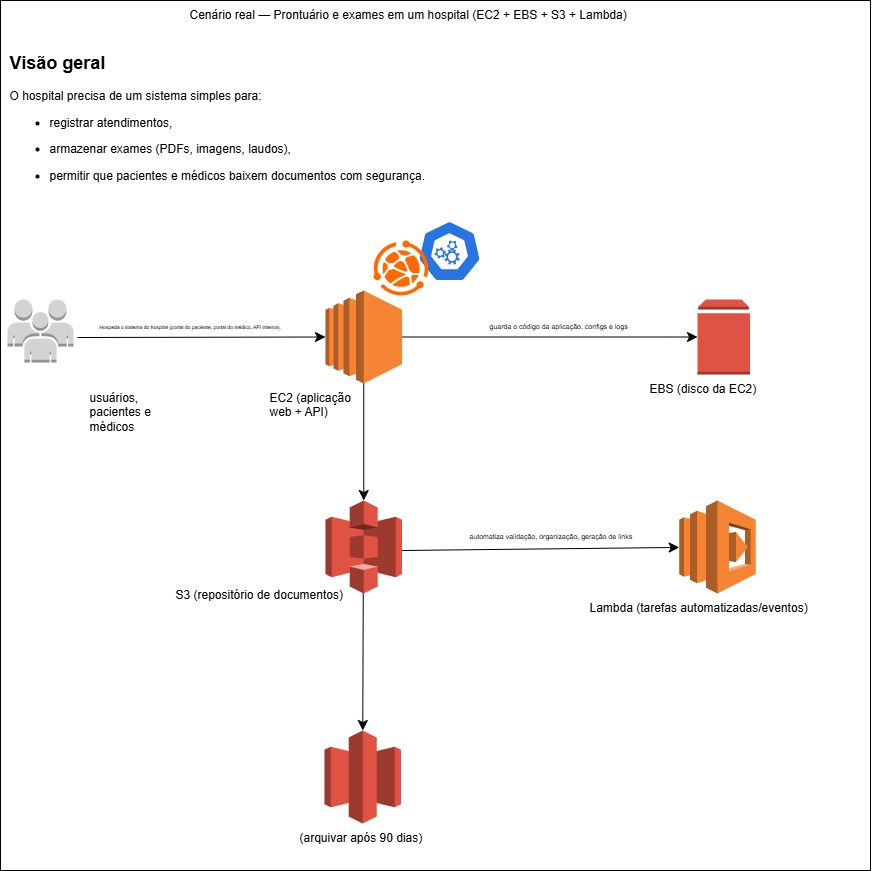 Cenário real — Prontuário e exames em um hospital (EC2 + EBS + S3 + Lambda)
Visão geral
O hospital precisa de um sistema simples para:
• registrar atendimentos,
• armazenar exames (PDFs, imagens, laudos),
• permitir que pacientes e médicos baixem documentos com segurança.
Hospeda o sistema do hospital (portal do paciente, portal do médico, API interna).
guarda o código da aplicação, configs e logs
usuários,
pacientes e
médicos
EC2 (aplicação
web + API)
EBS (disco da EC2)
automatiza validação, organização, geração de links
S3 (repositório de documentos)
Lambda (tarefas automatizadas/eventos)
(arquivar após 90 dias)